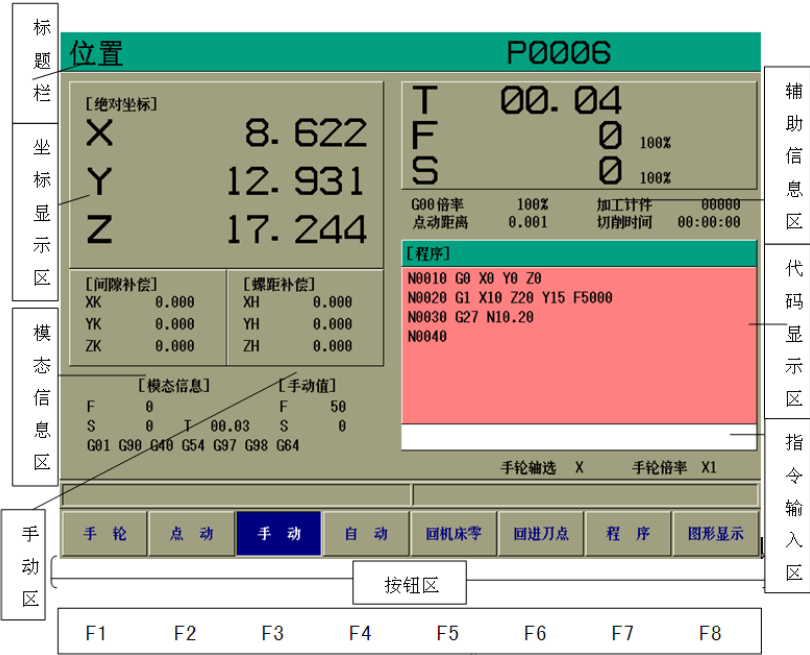 标题栏
坐标显示区
模态信息区
手动区
位置 P0006
[绝对坐标]
X 8.622
Y 12.931
Z 17.244
[间隙补偿] [螺距补偿]
XK 0.000 XH 0.000
YK 0.000 YH 0.000
ZK 0.000 ZH 0.000
[模态信息] [手动值]
F 0 F 50
S 0 T 00.03 S 0
G01 G90 G40 G54 G97 G98 G64
T 00.04
F 0 100%
S 0 100%
G00倍率 100% 加工计件 00000
点动距离 0.001 切削时间 00:00:00
[程序]
N0010 G0 X0 Y0 Z0
N0020 G1 X10 Z20 Y15 F5000
N0030 G27 N10.20
N0040
手轮轴选 X 手轮倍率 X1
手 轮 点 动 手 动 自 动 回机床零 回进刀点 程 序 图形显示
辅助信息区
代码显示区
指令输入区
按钮区
F1 F2 F3 F4 F5 F6 F7 F8